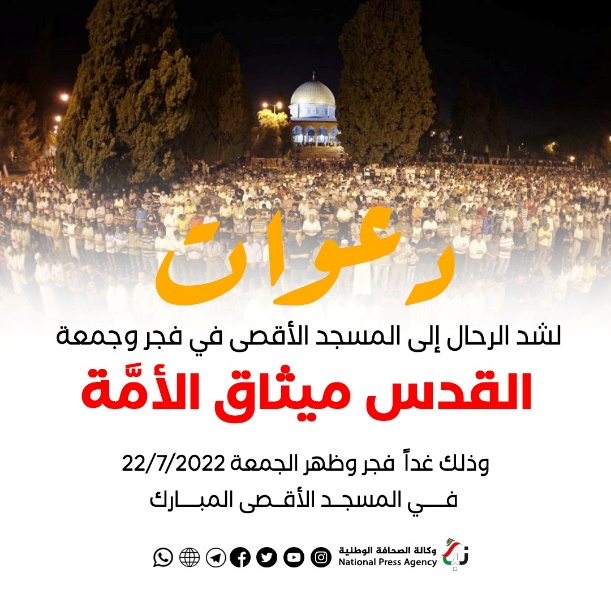 دعوات
لشد الرحال إلى المسجد الأقصى في فجر وجمعة
القدس ميثاق الأمَّة
وذلك غداً فجر وظهر الجمعة 22/7/2022
فـــي المسجـد الأقـصى المبــارك
وكالة الصحافة الوطنية
National Press Agency